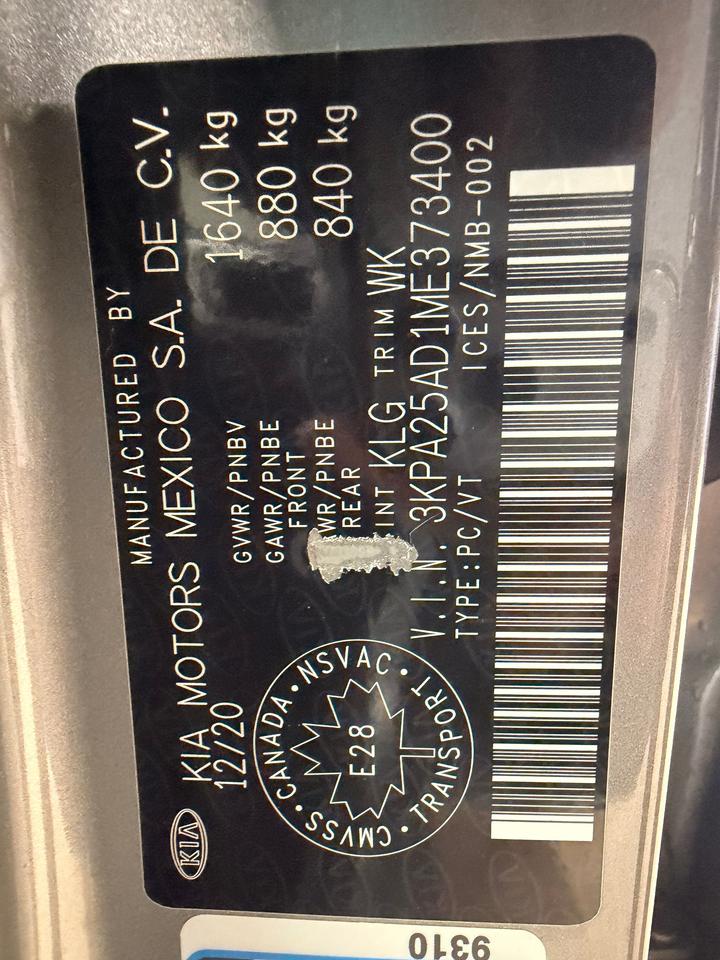 MANUFACTURED BY
KIA MOTORS MEXICO S.A. DE C.V.
KIA
12/20
GVWR/PNBV 1640 kg
GAWR/PNBE FRONT 880 kg
WR/PNBE REAR 840 kg
INT KLG TRIM WK
V.I.N. 3KPA25AD1ME373400
TYPE:PC/VT ICES/NMB-002
CANADA • NSVAC • TRANSPORT • CMVSS •
E28
9310